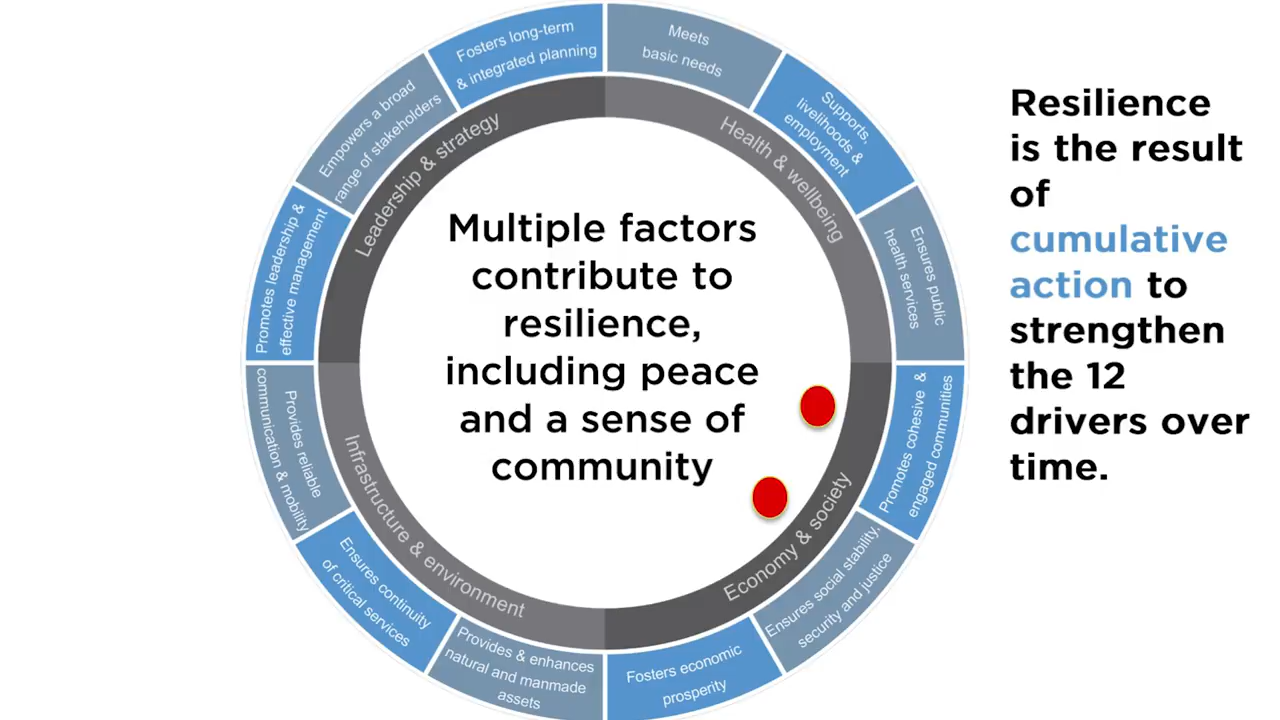 Fosters long-term
& integrated planning
Meets
basic needs
Supports,
livelihoods &
employment
Ensures public
health services
Promotes cohesive &
engaged communities
Ensures social stability,
security and justice
Fosters economic
prosperity
Provides & enhances
natural and manmade
assets
Ensures continuity
of critical services
Provides reliable
communication & mobility
Promotes leadership &
effective management
Empowers a broad
range of stakeholders
Leadership & strategy
Health & wellbeing
Economy & society
Infrastructure & environment
Multiple factors
contribute to
resilience,
including peace
and a sense of
community
Resilience
is the result
of
cumulative
action to
strengthen
the 12
drivers over
time.